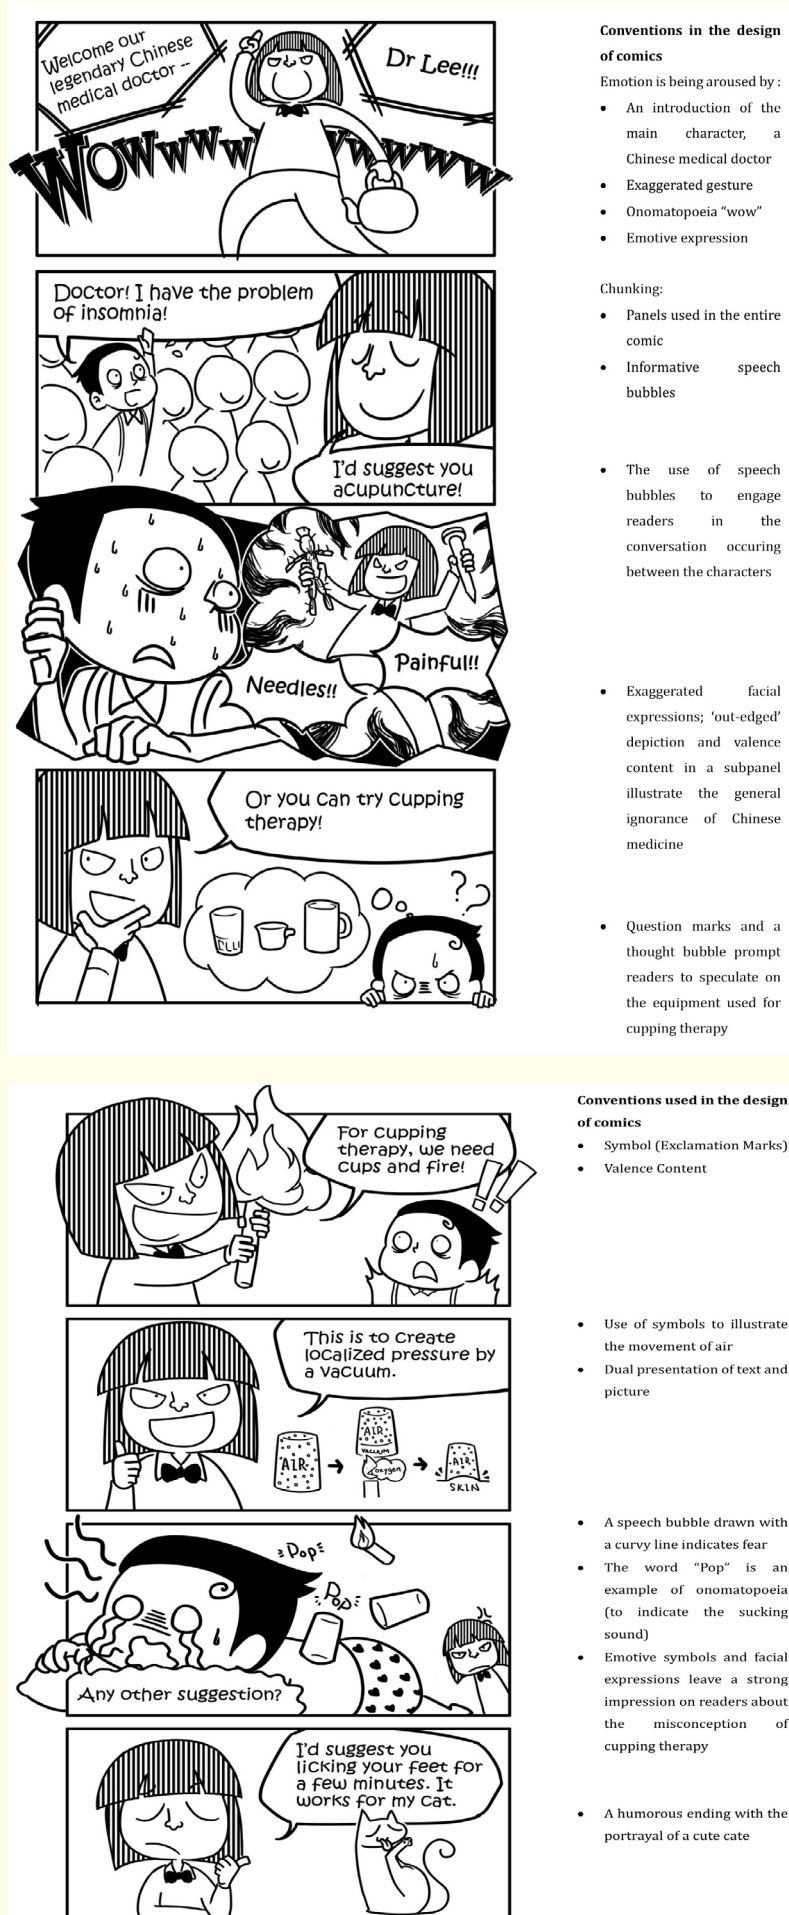 Welcome our
legendary Chinese
medical doctor --
Dr Lee!!!
WOWwwwwwwwww
Doctor! I have the problem
of insomnia!
I'd suggest you
acupuncture!
Needles!!
Painful!!
Or you can try cupping
therapy!
??
Conventions in the design
of comics
Emotion is being aroused by :
• An introduction of the
main character, a
Chinese medical doctor
• Exaggerated gesture
• Onomatopoeia “wow”
• Emotive expression
Chunking:
• Panels used in the entire
comic
• Informative speech
bubbles
• The use of speech
bubbles to engage
readers in the
conversation occuring
between the characters
• Exaggerated facial
expressions; ‘out-edged’
depiction and valence
content in a subpanel
illustrate the general
ignorance of Chinese
medicine
• Question marks and a
thought bubble prompt
readers to speculate on
the equipment used for
cupping therapy
For cupping
therapy, we need
cups and fire!
!!
This is to create
localized pressure by
a vacuum.
AIR
AIR
VACUUM
oxygen
AIR
SKIN
Pop
Pop
Any other suggestion?
I'd suggest you
licking your feet for
a few minutes. It
works for my cat.
Conventions used in the design
of comics
• Symbol (Exclamation Marks)
• Valence Content
• Use of symbols to illustrate
the movement of air
• Dual presentation of text and
picture
• A speech bubble drawn with
a curvy line indicates fear
• The word “Pop” is an
example of onomatopoeia
(to indicate the sucking
sound)
• Emotive symbols and facial
expressions leave a strong
impression on readers about
the misconception of
cupping therapy
• A humorous ending with the
portrayal of a cute cate